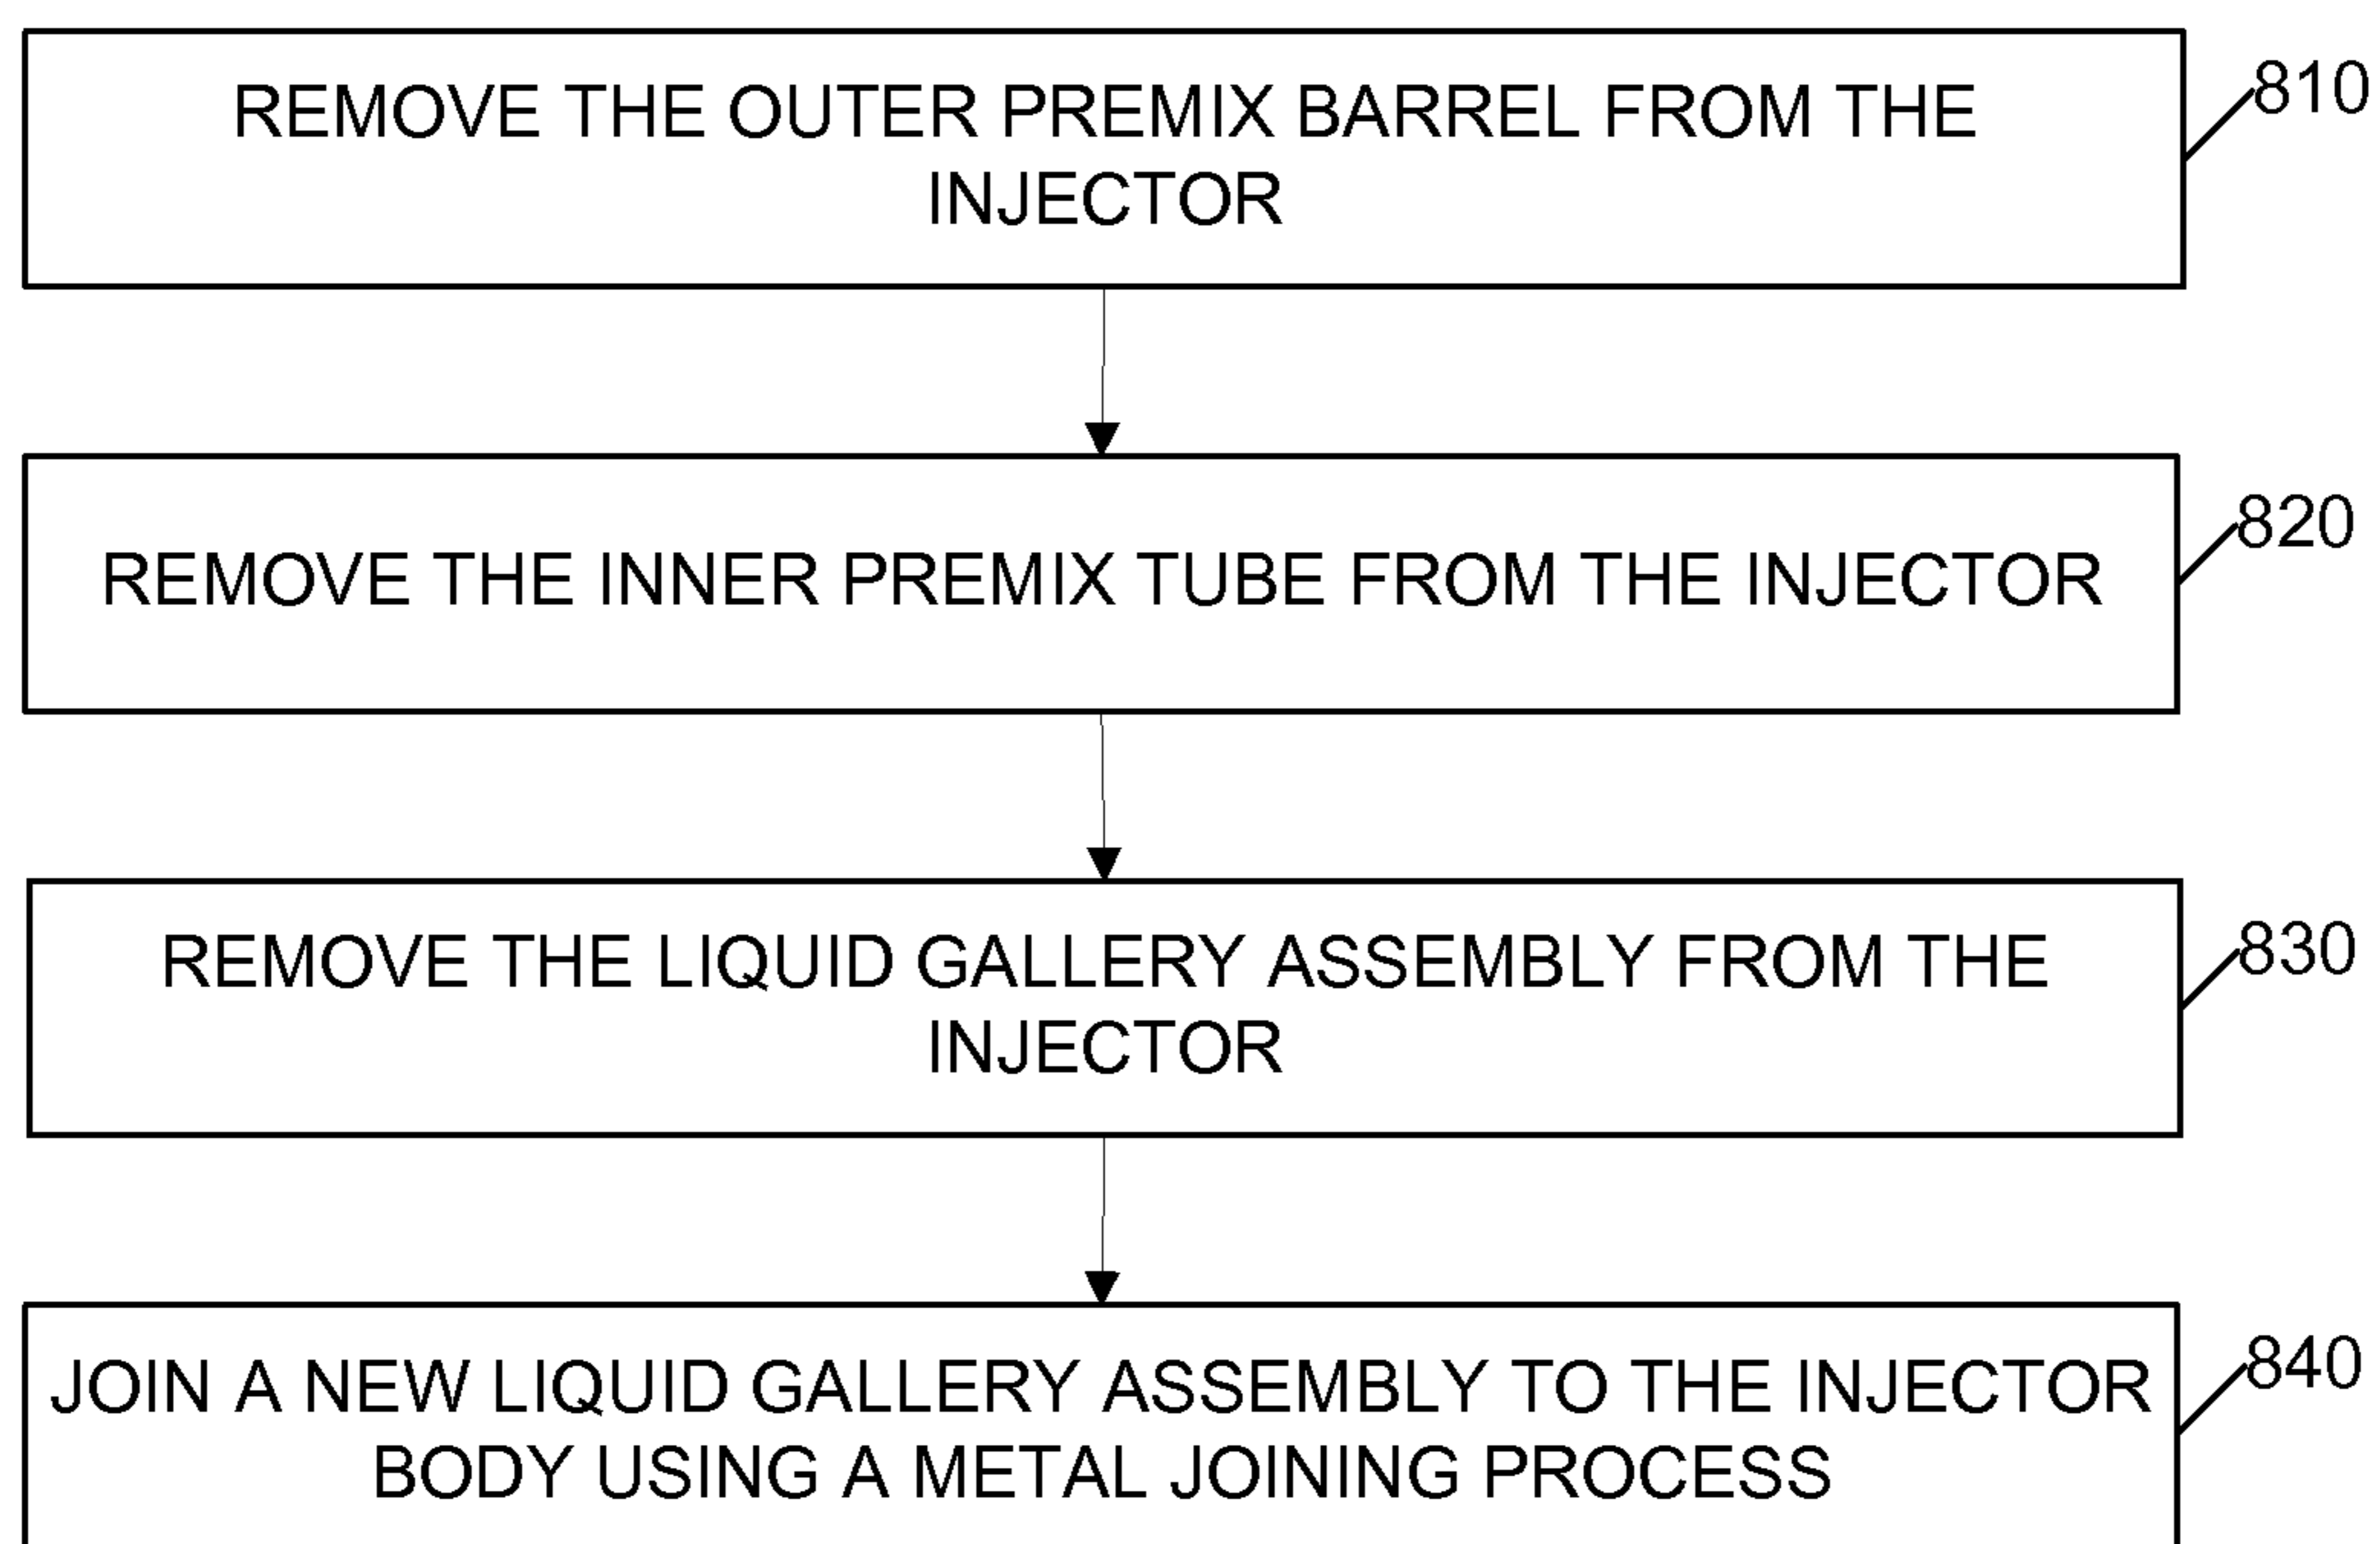 REMOVE THE OUTER PREMIX BARREL FROM THE
INJECTOR
810
REMOVE THE INNER PREMIX TUBE FROM THE INJECTOR
820
REMOVE THE LIQUID GALLERY ASSEMBLY FROM THE
INJECTOR
830
JOIN A NEW LIQUID GALLERY ASSEMBLY TO THE INJECTOR
BODY USING A METAL JOINING PROCESS
840